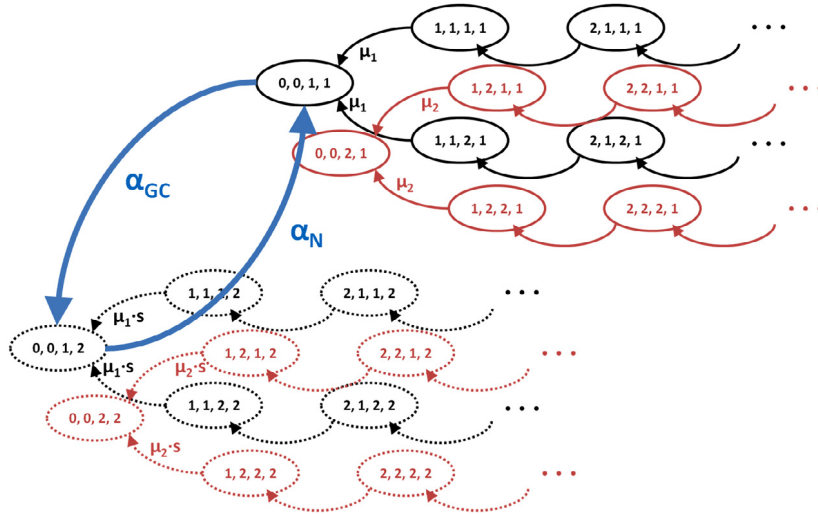 1, 1, 1, 1 2, 1, 1, 1 • • •
μ1
0, 0, 1, 1
1, 2, 1, 1 2, 2, 1, 1 • • •
μ1 μ2
1, 1, 2, 1 2, 1, 2, 1 • • •
0, 0, 2, 1
αGC
μ2
1, 2, 2, 1 2, 2, 2, 1 • • •
αN
1, 1, 1, 2 2, 1, 1, 2 • • •
μ1·s
0, 0, 1, 2
1, 2, 1, 2 2, 2, 1, 2 • • •
μ1·s μ2·s
1, 1, 2, 2 2, 1, 2, 2 • • •
0, 0, 2, 2
μ2·s
1, 2, 2, 2 2, 2, 2, 2 • • •